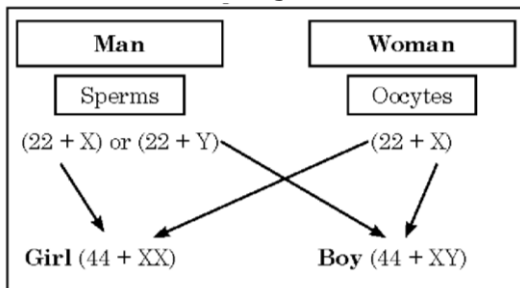 Man Woman
Sperms Oocytes
(22 + X) or (22 + Y) (22 + X)
Girl (44 + XX) Boy (44 + XY)